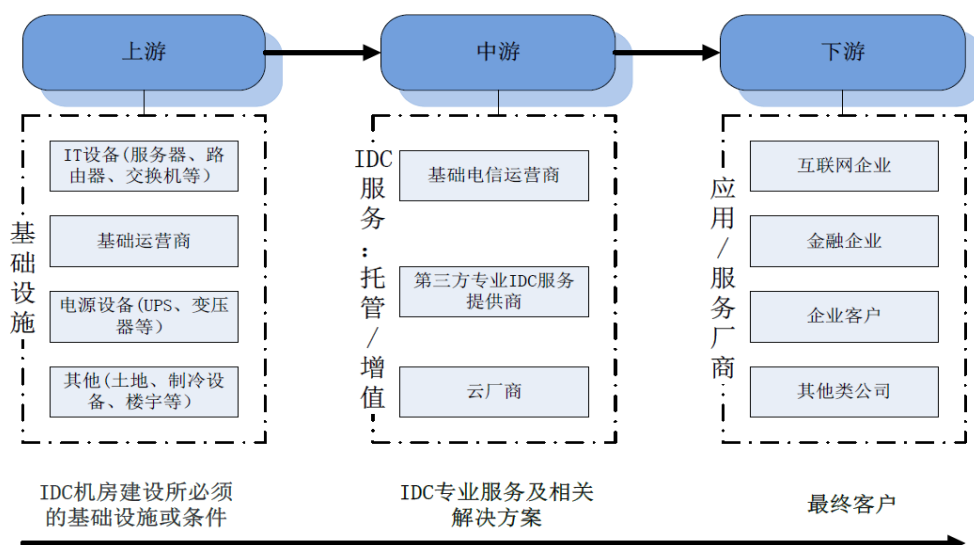 上游
中游
下游
基础设施
IT设备(服务器、路
由器、交换机等)
基础运营商
电源设备(UPS、变压
器等)
其他(土地、制冷设
备、楼宇等)
IDC服务:托管/增值
基础电信运营商
第三方专业IDC服务
提供商
云厂商
应用/服务厂商
互联网企业
金融企业
企业客户
其他类公司
IDC机房建设所必须
的基础设施或条件
IDC专业服务及相关
解决方案
最终客户